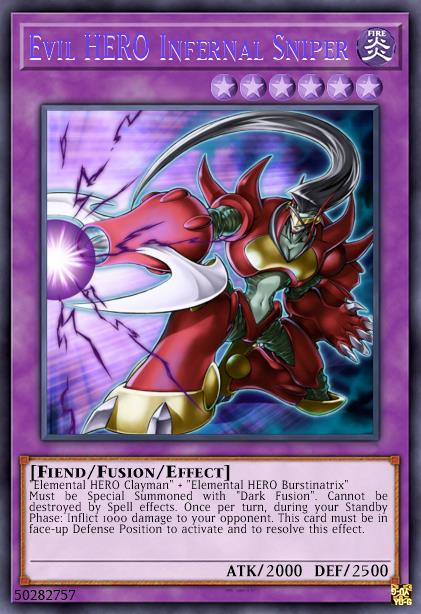 EVIL HERO INFERNAL SNIPER
FIRE
炎
[FIEND/FUSION/EFFECT]
"Elemental HERO Clayman" + "Elemental HERO Burstinatrix"
Must be Special Summoned with "Dark Fusion". Cannot be
destroyed by Spell effects. Once per turn, during your Standby
Phase: Inflict 1000 damage to your opponent. This card must be in
face-up Defense Position to activate and to resolve this effect.
ATK/2000 DEF/2500
50282757